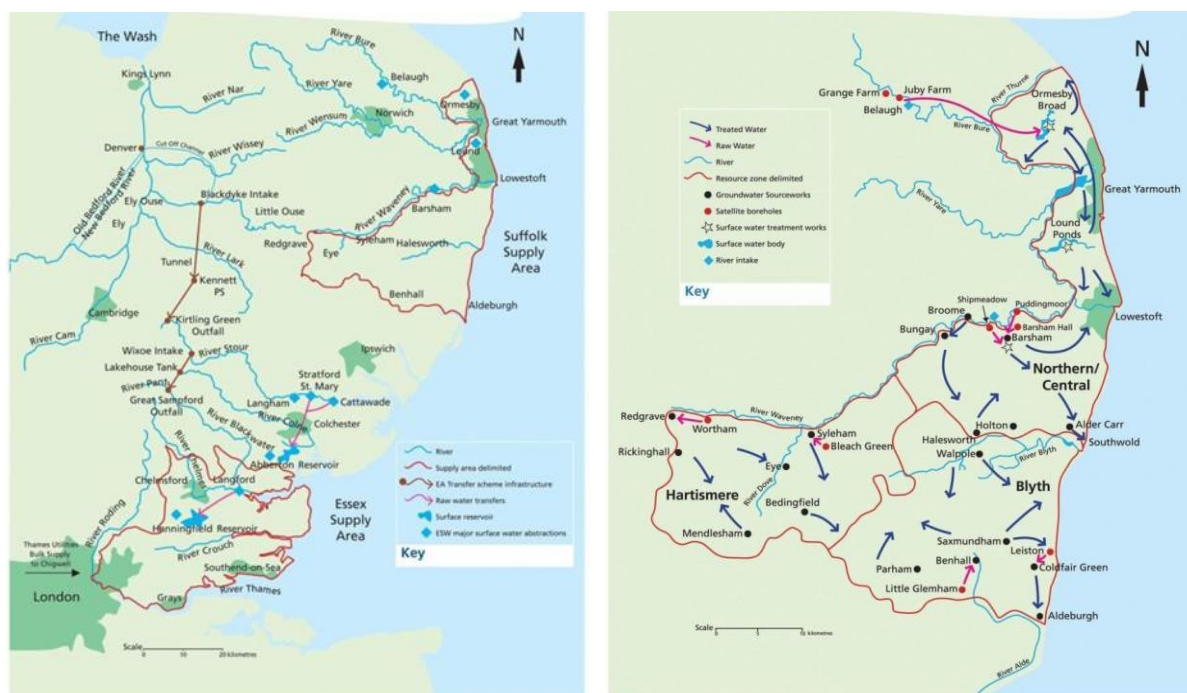 N
The Wash
Kings Lynn
River Nar
River Bure
Belaugh
River Yare
Ormesby
Norwich
Great Yarmouth
River Wensum
Denver
Cut Off Channel
River Wissey
Lound
Lowestoft
Old Bedford River
New Bedford River
Ely Ouse
Blackdyke Intake
Little Ouse
River Waveney
Barsham
Ely
Redgrave
Eye
Syleham
Halesworth
Suffolk
Supply
Area
Tunnel
River Lark
Kennett
PS
Benhall
Aldeburgh
Cambridge
River Cam
Kirtling Green
Outfall
Ipswich
Wixoe Intake
River Stour
Lakehouse Tank
Stratford
St. Mary
River Pant
Langham
Cattawade
Great Sampford
Outfall
River Colne
Colchester
River Blackwater
Abberton Reservoir
River Chelmer
Chelmsford
Langford
Essex
Supply
Area
River Roding
Hanningfield Reservoir
River Crouch
Thames Utilities
Bulk Supply
to Chigwell
Southend-on-Sea
London
Grays
River Thames
Scale
0 10 20 kilometres
River
Supply area delimited
EA Transfer scheme infrastructure
Raw water transfers
Surface reservoir
ESW major surface water abstractions
Key
N
Grange Farm
Juby Farm
Belaugh
River Thurne
Ormesby
Broad
River Bure
Treated Water
Raw Water
River
Resource zone delimited
Groundwater Sourceworks
Satellite boreholes
Surface water treatment works
Surface water body
River intake
Key
Great Yarmouth
River Yare
Lound
Ponds
Shipmeadow
Puddingmoor
Broome
Lowestoft
Bungay
Barsham Hall
Barsham
Northern/
Central
Redgrave
River Waveney
Wortham
Syleham
Holton
Alder Carr
Halesworth
Southwold
Rickinghall
Bleach Green
Walpole
River Blyth
Eye
River Dove
Hartismere
Bedingfield
Blyth
Mendlesham
Saxmundham
Leiston
Benhall
Coldfair Green
Parham
Little Glemham
Aldeburgh
Scale
0 5 10 kilometres
River Alde